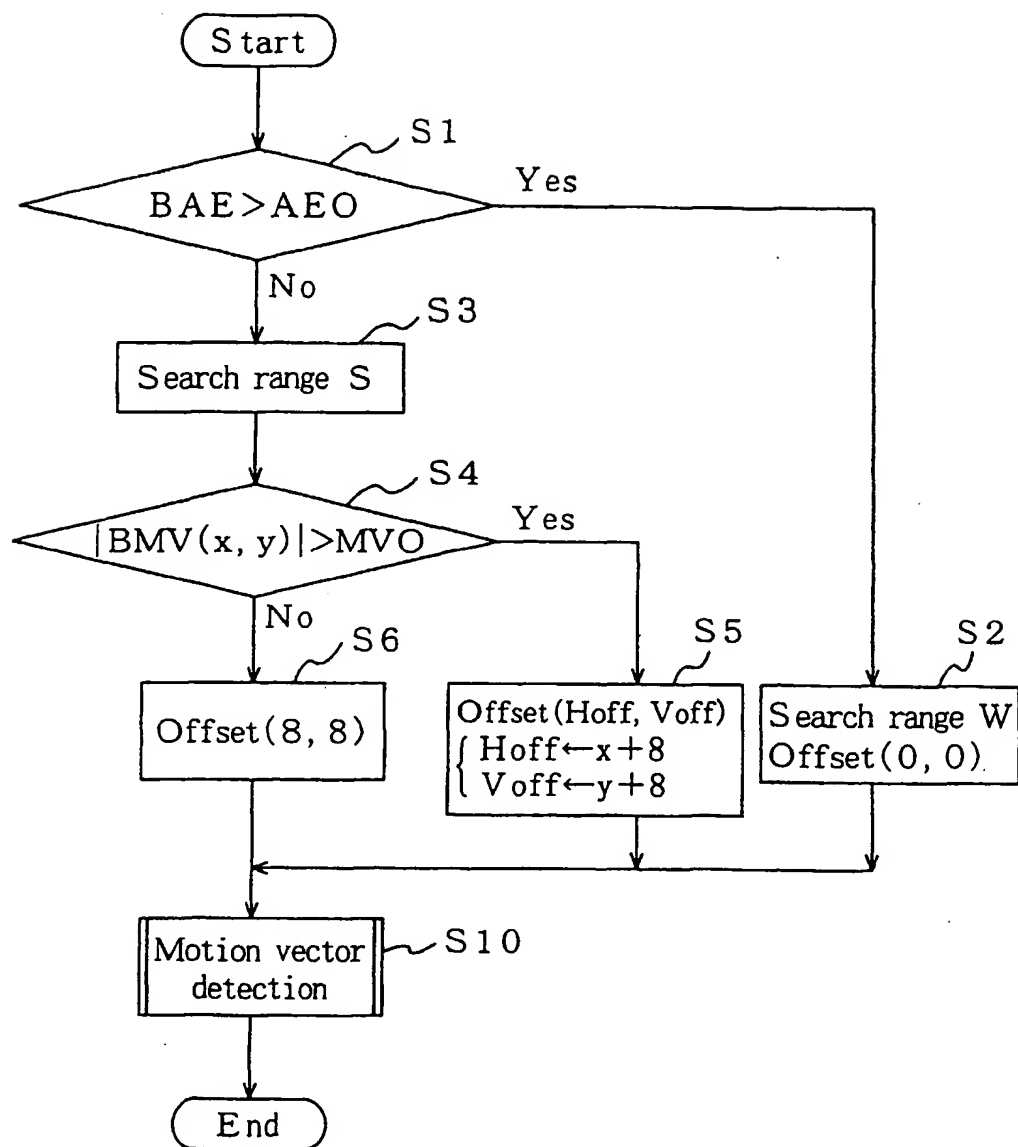 Start
S1
BAE>AEO
Yes
No
S3
Search range S
S4
|BMV(x, y)|>MVO
Yes
No
S6
Offset(8, 8)
S5
Offset(Hoff, Voff)
Hoff←x+8
Voff←y+8
S2
Search range W
Offset(0, 0)
Motion vector
detection
S10
End